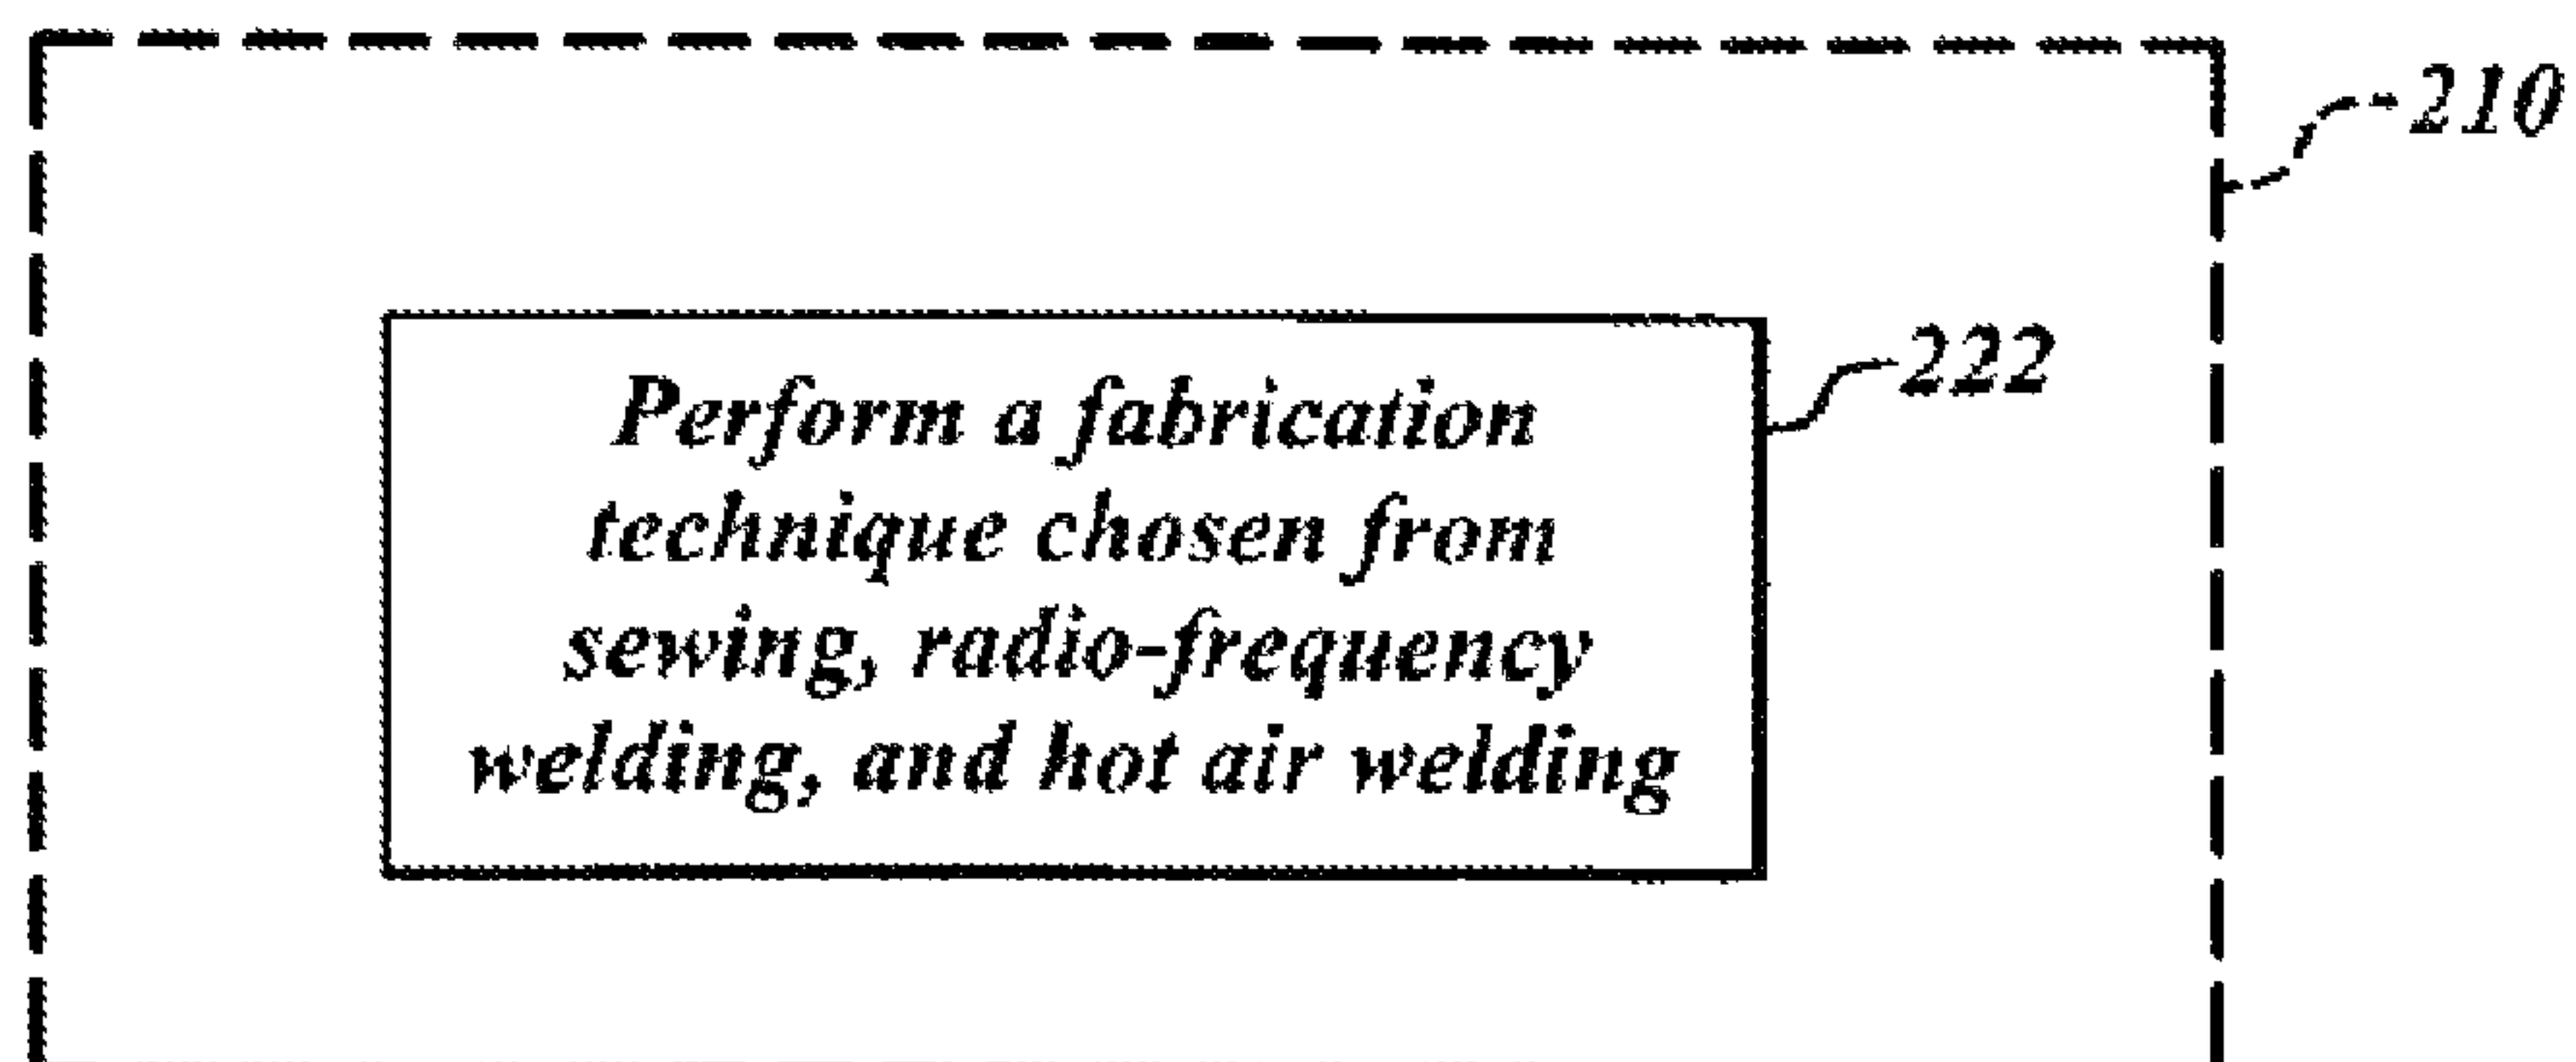 210
222
Perform a fabrication
technique chosen from
sewing, radio-frequency
welding, and hot air welding